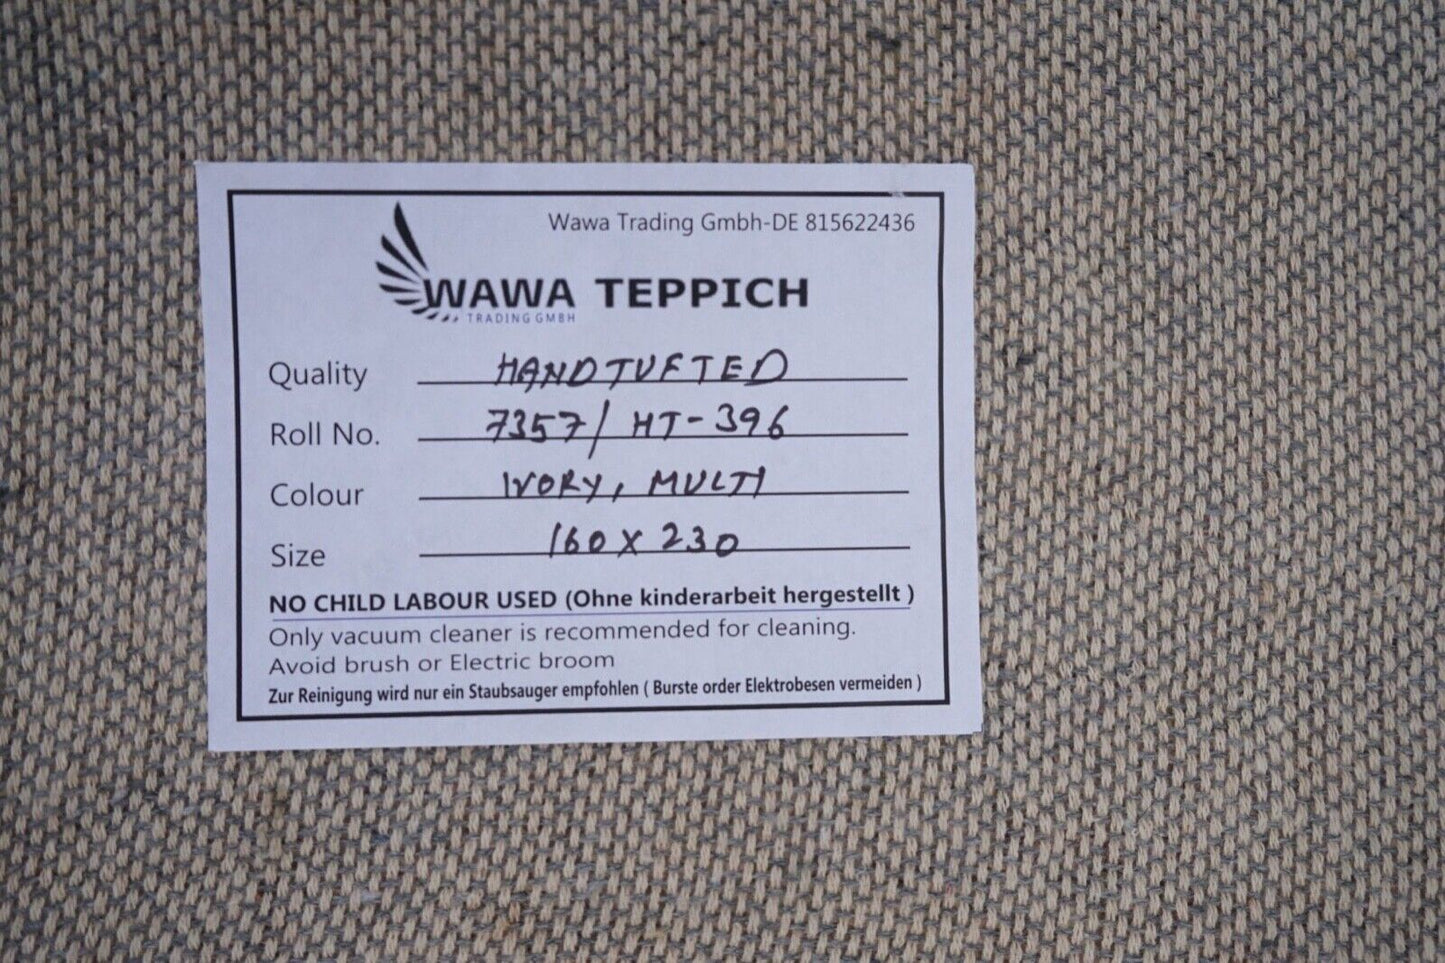 Wawa Trading Gmbh-DE 815622436
WAWA TEPPICH
TRADING GMBH
Quality HANDTUFTED
Roll No. 7357/ HT-396
Colour IVORY, MULTI
Size 160 X 230
NO CHILD LABOUR USED (Ohne kinderarbeit hergestellt )
Only vacuum cleaner is recommended for cleaning.
Avoid brush or Electric broom
Zur Reinigung wird nur ein Staubsauger empfohlen ( Burste order Elektrobesen vermeiden )